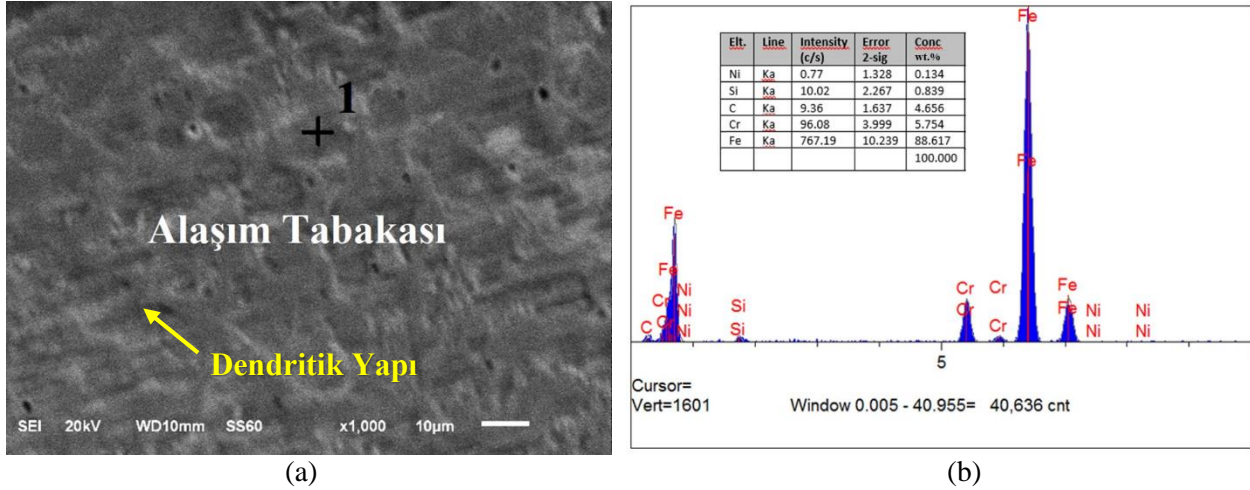 1
Alaşım Tabakası
Dendritik Yapı
SEI 20kV WD10mm SS60 x1,000 10µm
(a)
Fe
Elt. Line Intensity (c/s) Error 2-sig Conc wt.%
Ni Ka 0.77 1.328 0.134
Si Ka 10.02 2.267 0.839
C Ka 9.36 1.637 4.656
Cr Ka 96.08 3.999 5.754
Fe Ka 767.19 10.239 88.617
100.000
Fe
Fe
Fe
Cr
Cr
Ni
Ni
Ni
C
Si
Si
Cr
Cr
Cr
Cr
Fe
Fe
Ni
Ni
Ni
Ni
5
Cursor=
Vert=1601 Window 0.005 - 40.955= 40,636 cnt
(b)